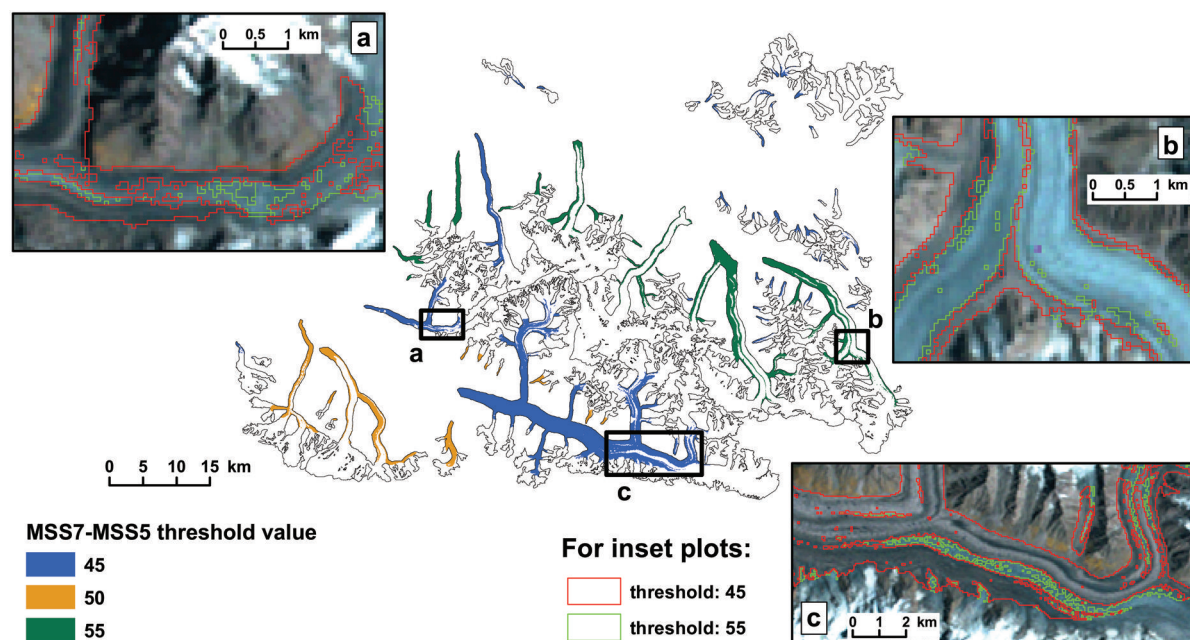 a
0 0.5 1 km
b
0 0.5 1 km
a
b
c
0 5 10 15 km
MSS7-MSS5 threshold value
45
50
55
For inset plots:
threshold: 45
threshold: 55
c
0 1 2 km